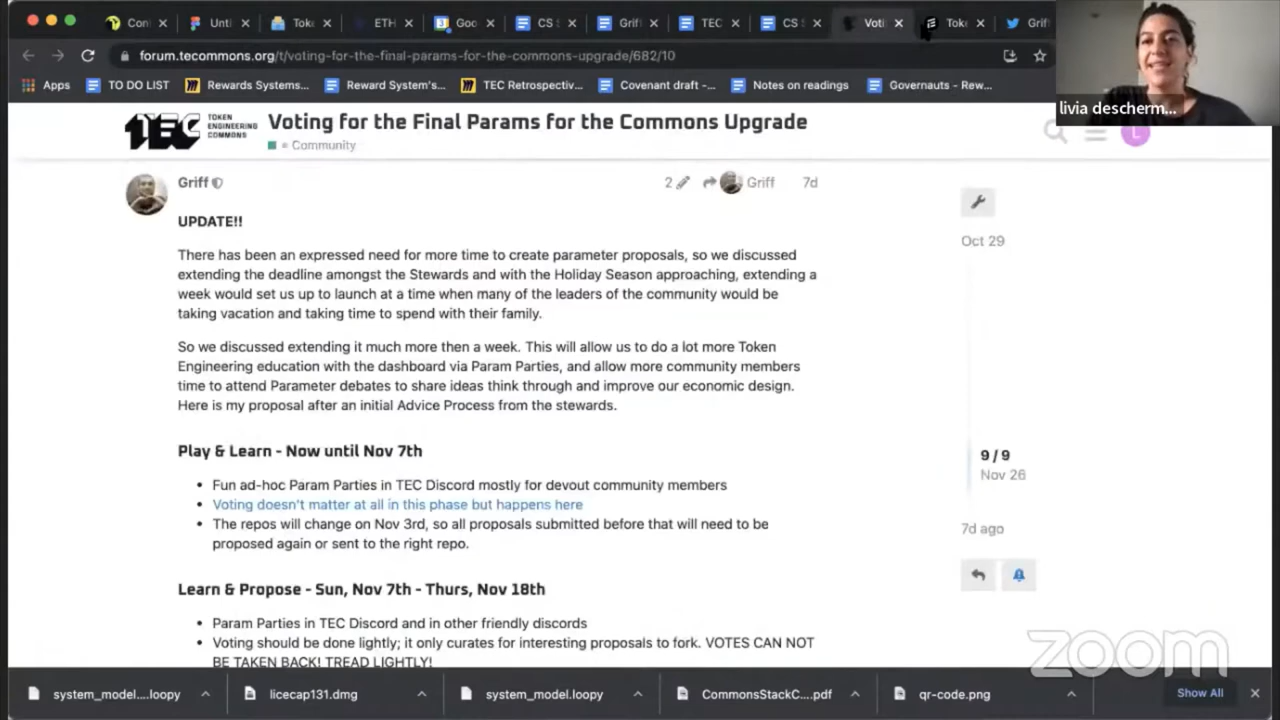 Con
Unti
Toke
ETH
Goo
CS S
Griff
TEC
CS S
Voti
Toke
Grif
forum.tecommons.org/t/voting-for-the-final-params-for-the-commons-upgrade/682/10
Apps
TO DO LIST
Rewards Systems...
Reward System's...
TEC Retrospectiv...
Covenant draft -...
Notes on readings
Governauts - Rew...
livia descherm...
TEC
TOKEN
ENGINEERING
COMMONS
Voting for the Final Params for the Commons Upgrade
Community
L
Griff
2
Griff
7d
UPDATE!!
There has been an expressed need for more time to create parameter proposals, so we discussed
extending the deadline amongst the Stewards and with the Holiday Season approaching, extending a
week would set us up to launch at a time when many of the leaders of the community would be
taking vacation and taking time to spend with their family.
So we discussed extending it much more then a week. This will allow us to do a lot more Token
Engineering education with the dashboard via Param Parties, and allow more community members
time to attend Parameter debates to share ideas think through and improve our economic design.
Here is my proposal after an initial Advice Process from the stewards.
Play & Learn - Now until Nov 7th
• Fun ad-hoc Param Parties in TEC Discord mostly for devout community members
• Voting doesn't matter at all in this phase but happens here
• The repos will change on Nov 3rd, so all proposals submitted before that will need to be
proposed again or sent to the right repo.
Learn & Propose - Sun, Nov 7th - Thurs, Nov 18th
• Param Parties in TEC Discord and in other friendly discords
• Voting should be done lightly; it only curates for interesting proposals to fork. VOTES CAN NOT
BE TAKEN BACK! TREAD LIGHTLY!
Oct 29
9 / 9
Nov 26
7d ago
zoom
system_model....loopy
licecap131.dmg
system_model.loopy
CommonsStackC....pdf
qr-code.png
Show All